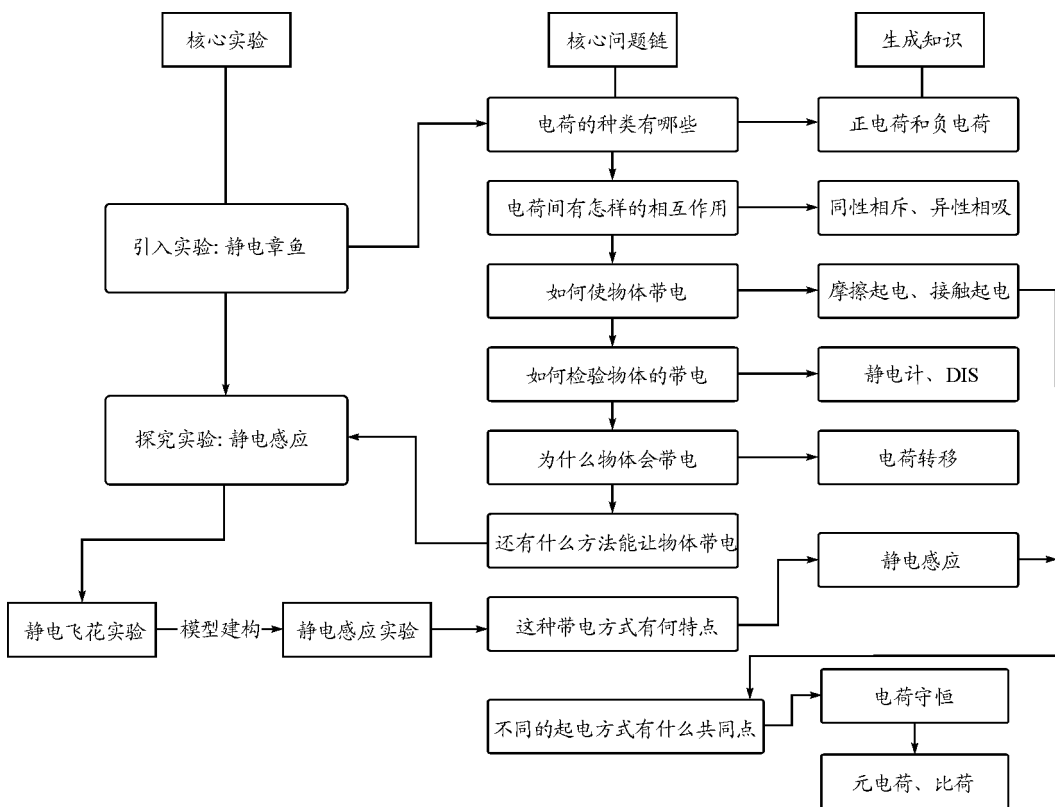 核心实验
核心问题链
生成知识
电荷的种类有哪些
正电荷和负电荷
电荷间有怎样的相互作用
同性相斥、异性相吸
引入实验: 静电章鱼
如何使物体带电
摩擦起电、接触起电
如何检验物体的带电
静电计、DIS
探究实验: 静电感应
为什么物体会带电
电荷转移
还有什么方法能让物体带电
静电感应
静电飞花实验
模型建构
静电感应实验
这种带电方式有何特点
不同的起电方式有什么共同点
电荷守恒
元电荷、比荷